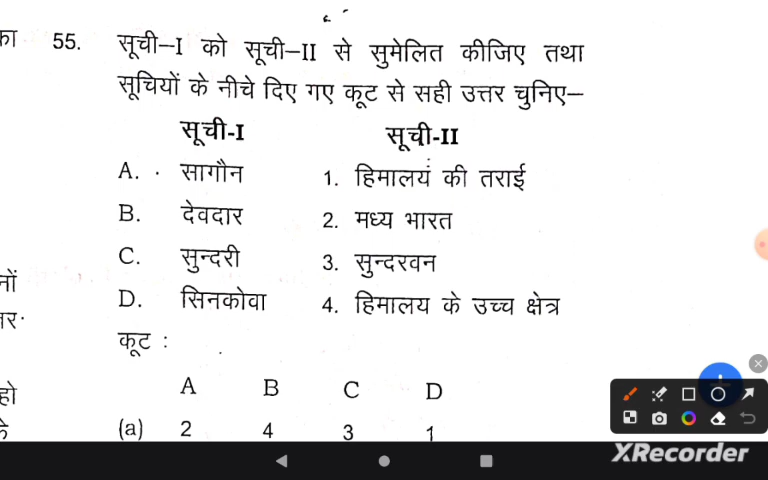 का 55. सूची–I को सूची–II से सुमेलित कीजिए तथा
सूचियों के नीचे दिए गए कूट से सही उत्तर चुनिए–
सूची-I सूची-II
A. सागौन 1. हिमालय की तराई
B. देवदार 2. मध्य भारत
C. सुन्दरी 3. सुन्दरवन
नों
D. सिनकोवा 4. हिमालय के उच्च क्षेत्र
कूट :
हो A B C D
(a) 2 4 3 1
XRecorder